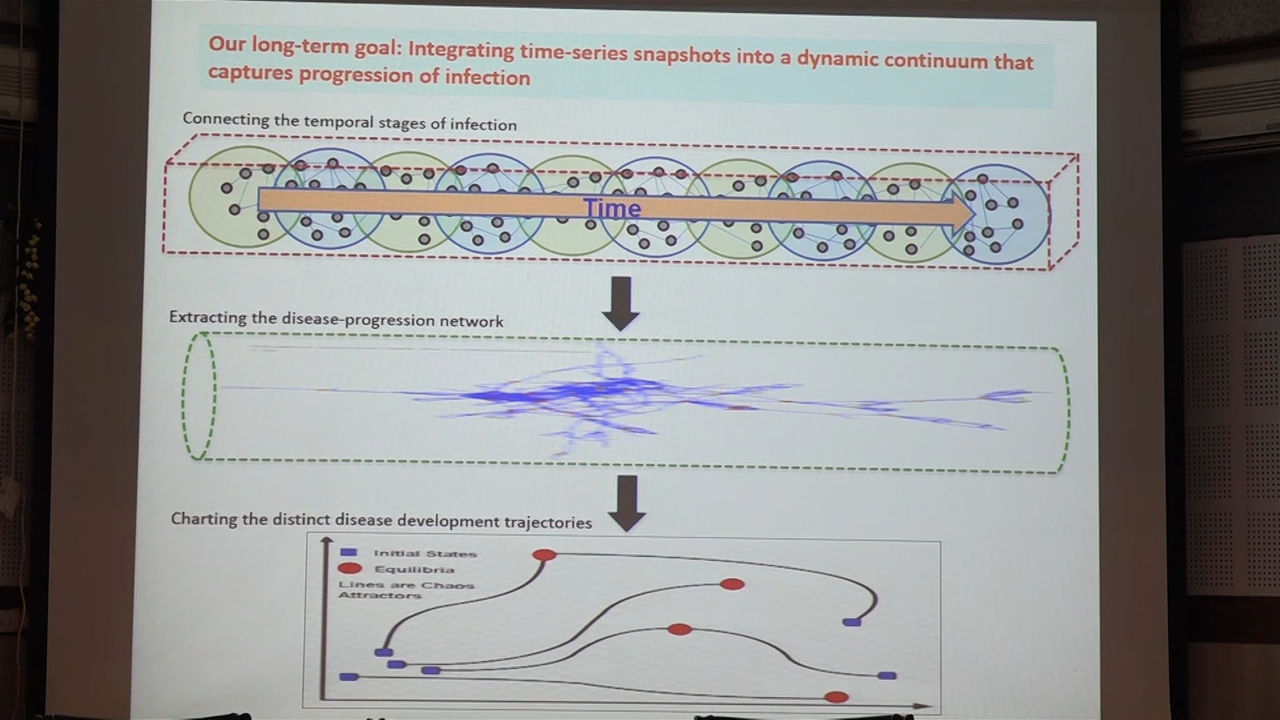 Our long-term goal: Integrating time-series snapshots into a dynamic continuum that
captures progression of infection
Connecting the temporal stages of infection
Time
Extracting the disease-progression network
Charting the distinct disease development trajectories
Initial States
Equilibria
Lines are Chaos
Attractors